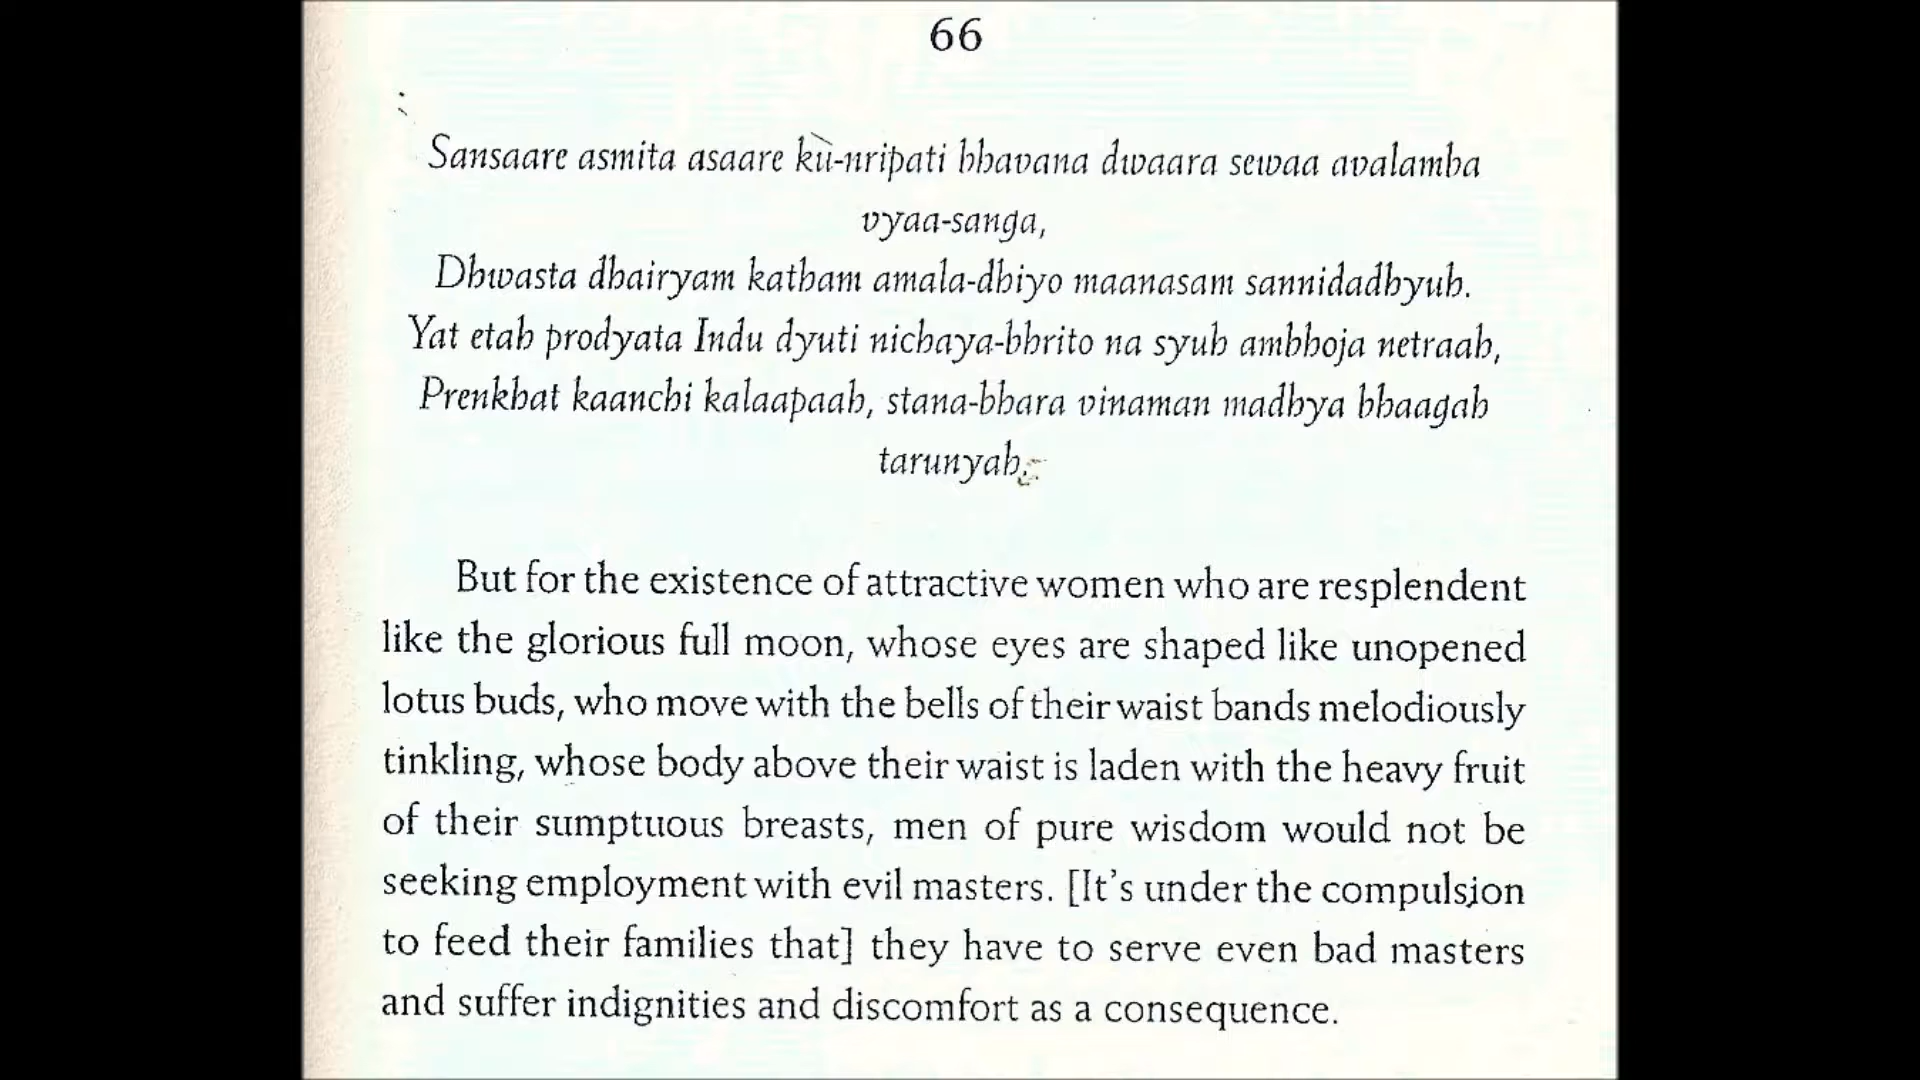 66
Sansaare asmita asaare ku-nripati bhavana dwaara sewaa avalamba
vyaa-sanga,
Dhwasta dhairyam katham amala-dhiyo maanasam sannidadhyuh.
Yat etah prodyata Indu dyuti nichaya-bhrito na syuh ambhoja netraah,
Prenkhat kaanchi kalaapaah, stana-bhara vinaman madhya bhaagah
tarunyah.
But for the existence of attractive women who are resplendent
like the glorious full moon, whose eyes are shaped like unopened
lotus buds, who move with the bells of their waist bands melodiously
tinkling, whose body above their waist is laden with the heavy fruit
of their sumptuous breasts, men of pure wisdom would not be
seeking employment with evil masters. [It's under the compulsion
to feed their families that] they have to serve even bad masters
and suffer indignities and discomfort as a consequence.